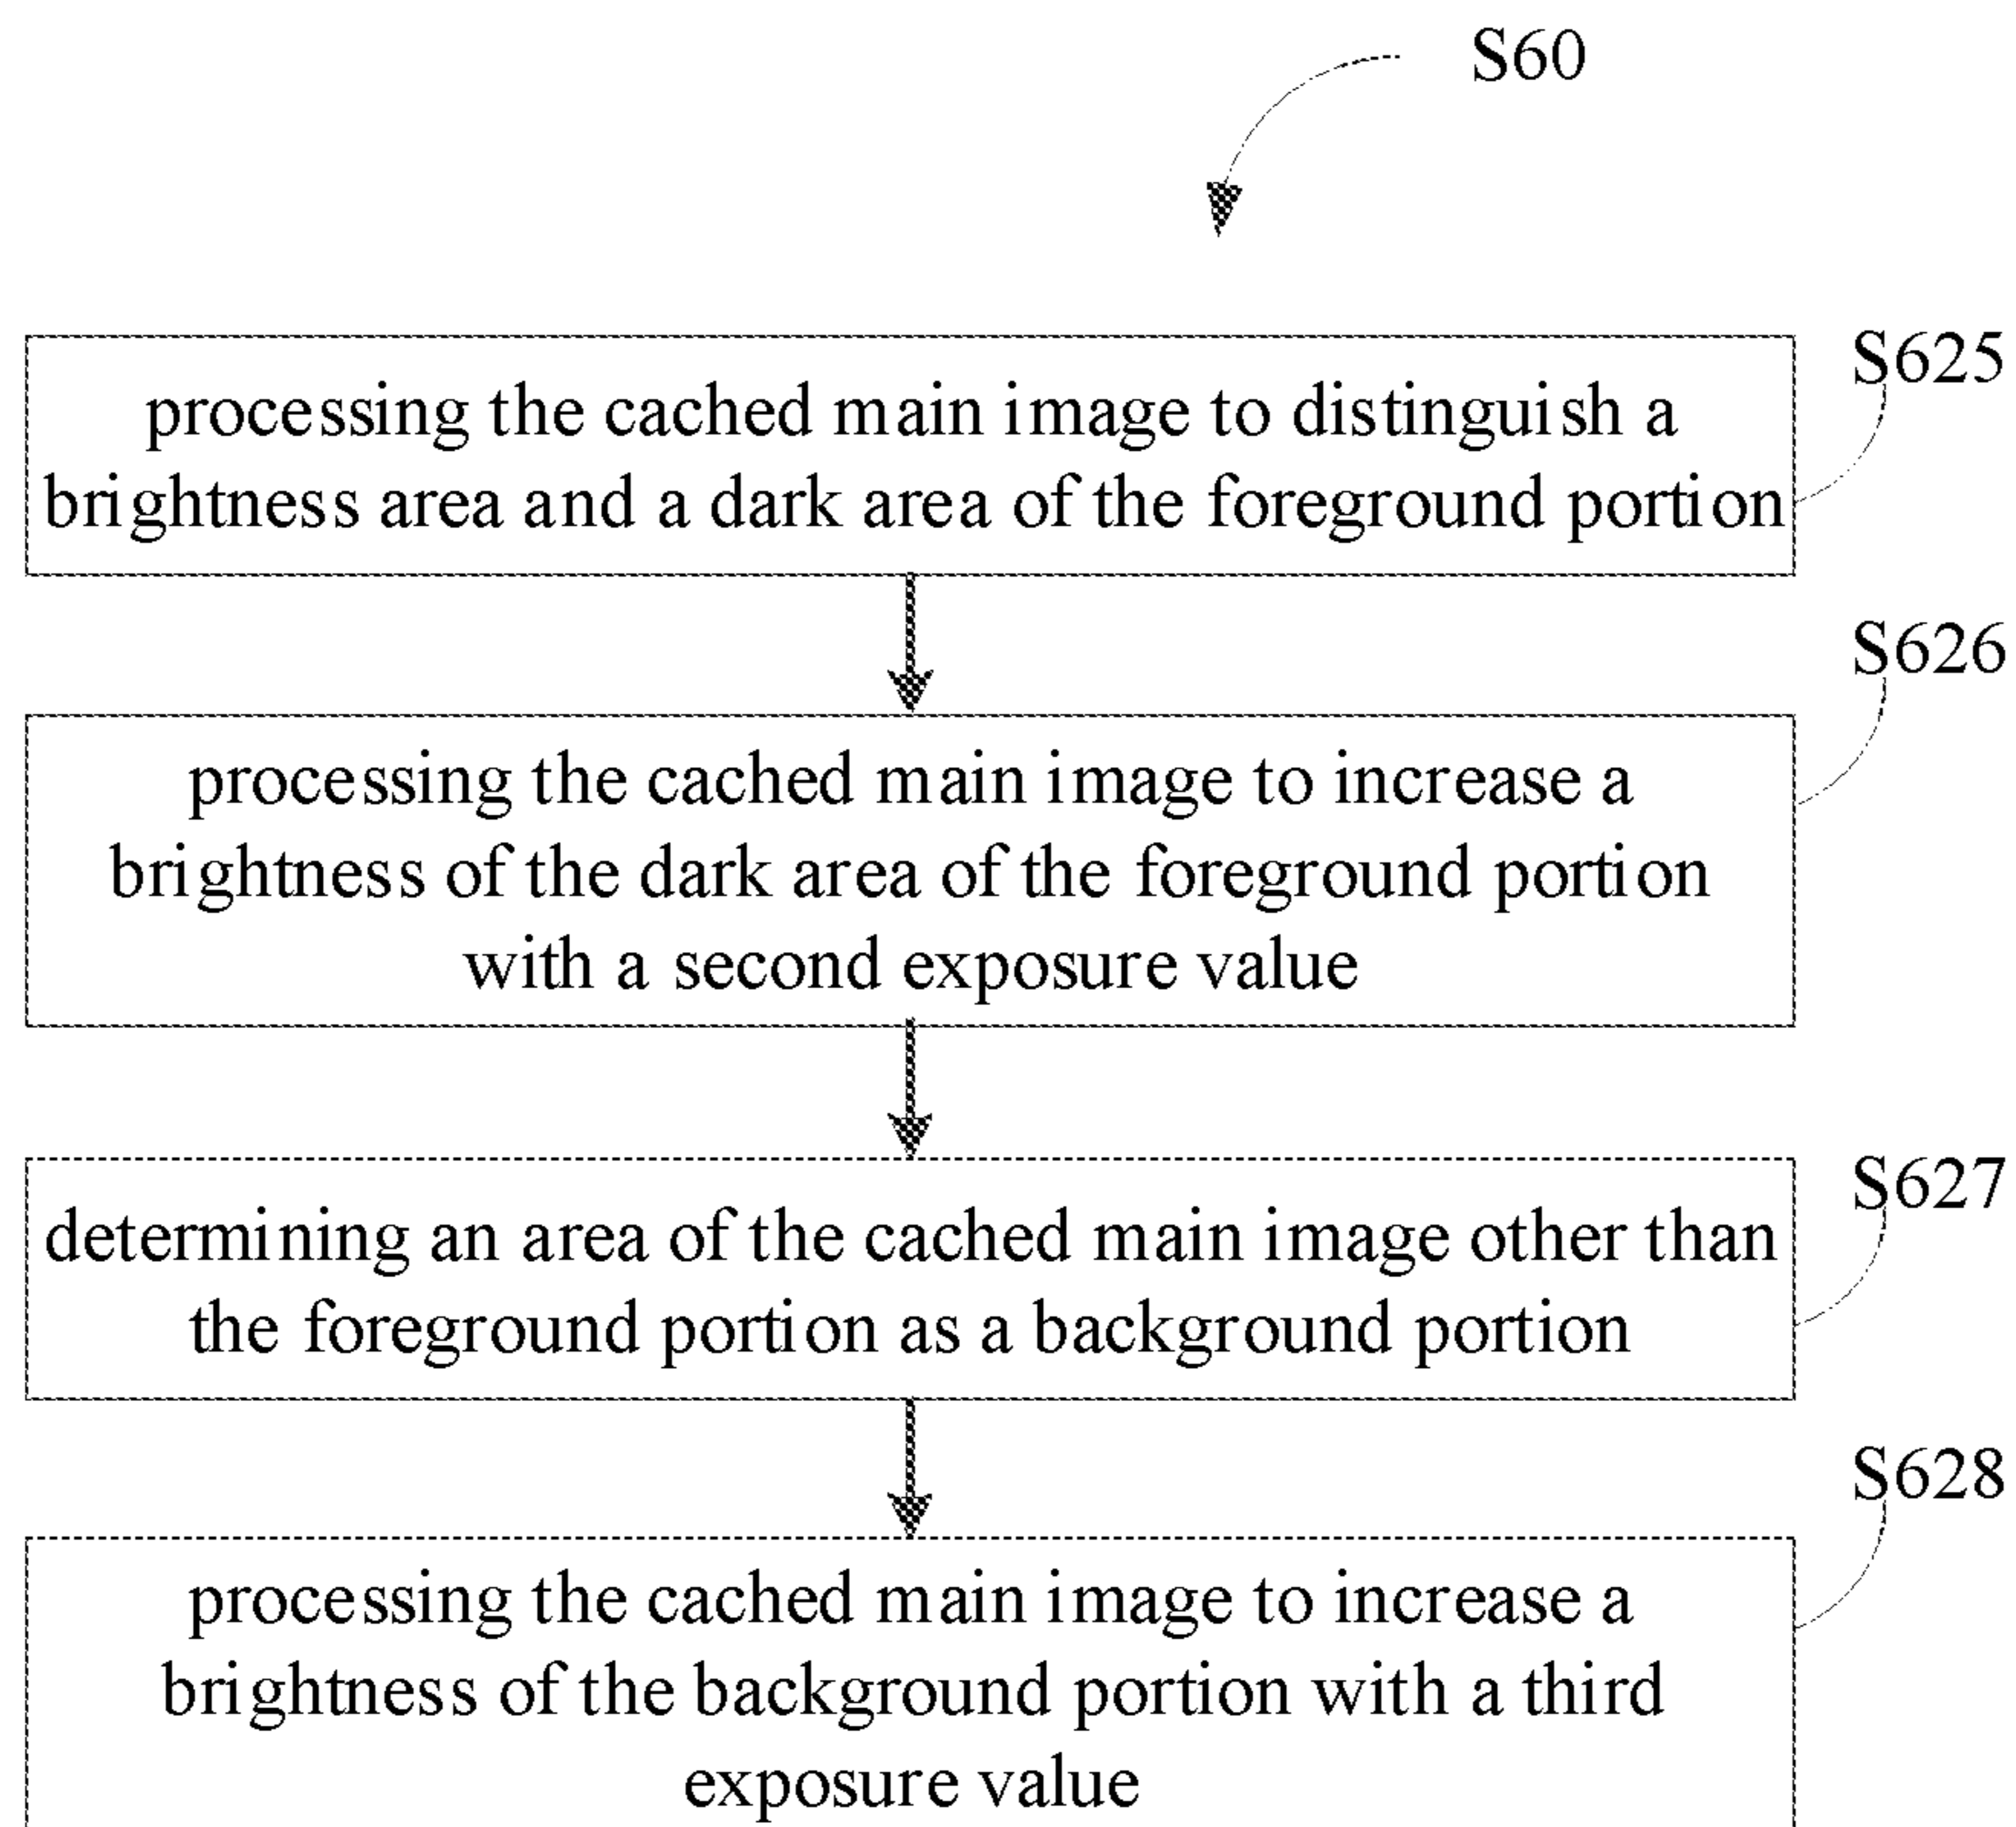 S60
S625
processing the cached main image to distinguish a
brightness area and a dark area of the foreground portion
S626
processing the cached main image to increase a
brightness of the dark area of the foreground portion
with a second exposure value
S627
determining an area of the cached main image other than
the foreground portion as a background portion
S628
processing the cached main image to increase a
brightness of the background portion with a third
exposure value